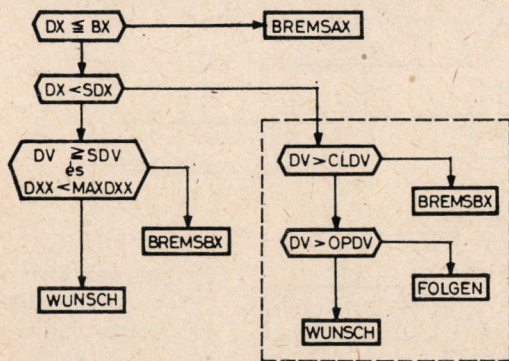 DX ≦ BX
BREMSAX
DX < SDX
DV ≧ SDV
és
DXX < MAXDXX
BREMSBX
WUNSCH
DV > CLDV
BREMSBX
DV > OPDV
FOLGEN
WUNSCH